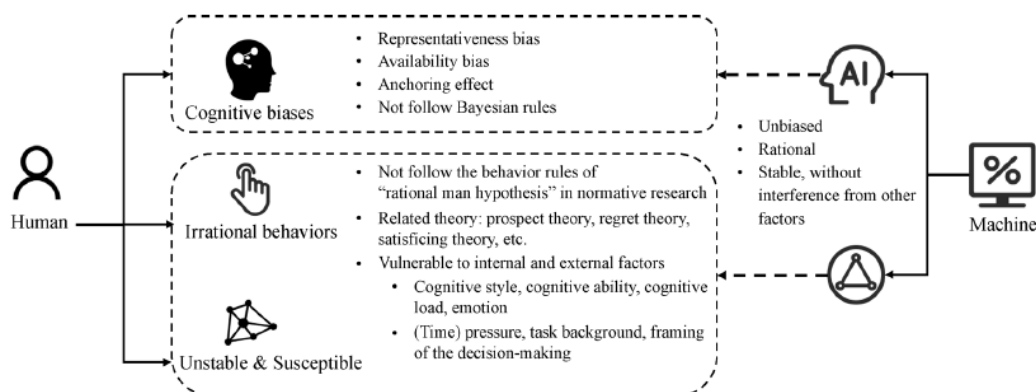 Representativeness bias
Availability bias
Anchoring effect
Not follow Bayesian rules
Cognitive biases
AI
Unbiased
Rational
Stable, without
interference from other
factors
%
Human
Machine
Not follow the behavior rules of
“rational man hypothesis” in normative research
Related theory: prospect theory, regret theory,
satisficing theory, etc.
Irrational behaviors
Vulnerable to internal and external factors
Cognitive style, cognitive ability, cognitive
load, emotion
(Time) pressure, task background, framing
of the decision-making
Unstable & Susceptible